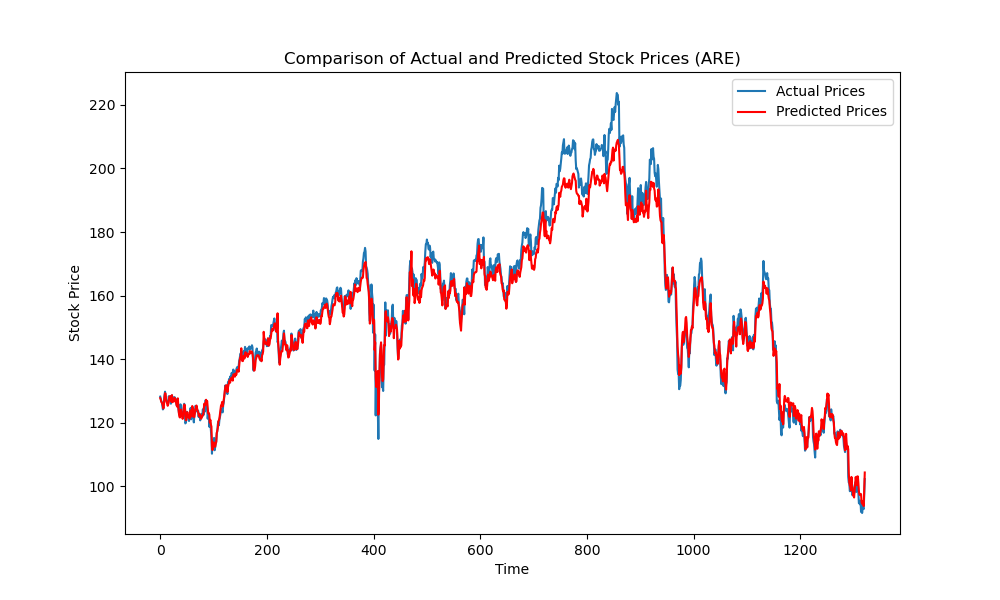 Comparison of Actual and Predicted Stock Prices (ARE)
Actual Prices
Predicted Prices
Stock Price
220
200
180
160
140
120
100
0 200 400 600 800 1000 1200
Time